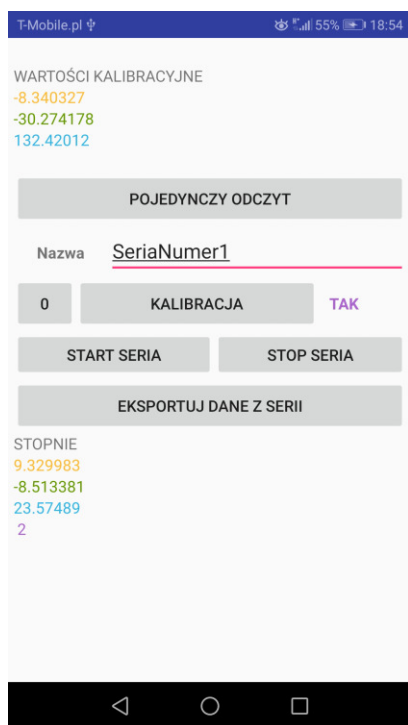 T-Mobile.pl 55% 18:54
WARTOŚCI KALIBRACYJNE
-8.340327
-30.274178
132.42012
POJEDYNCZY ODCZYT
Nazwa SeriaNumer1
0 KALIBRACJA TAK
START SERIA STOP SERIA
EKSPORTUJ DANE Z SERII
STOPNIE
9.329983
-8.513381
23.57489
2